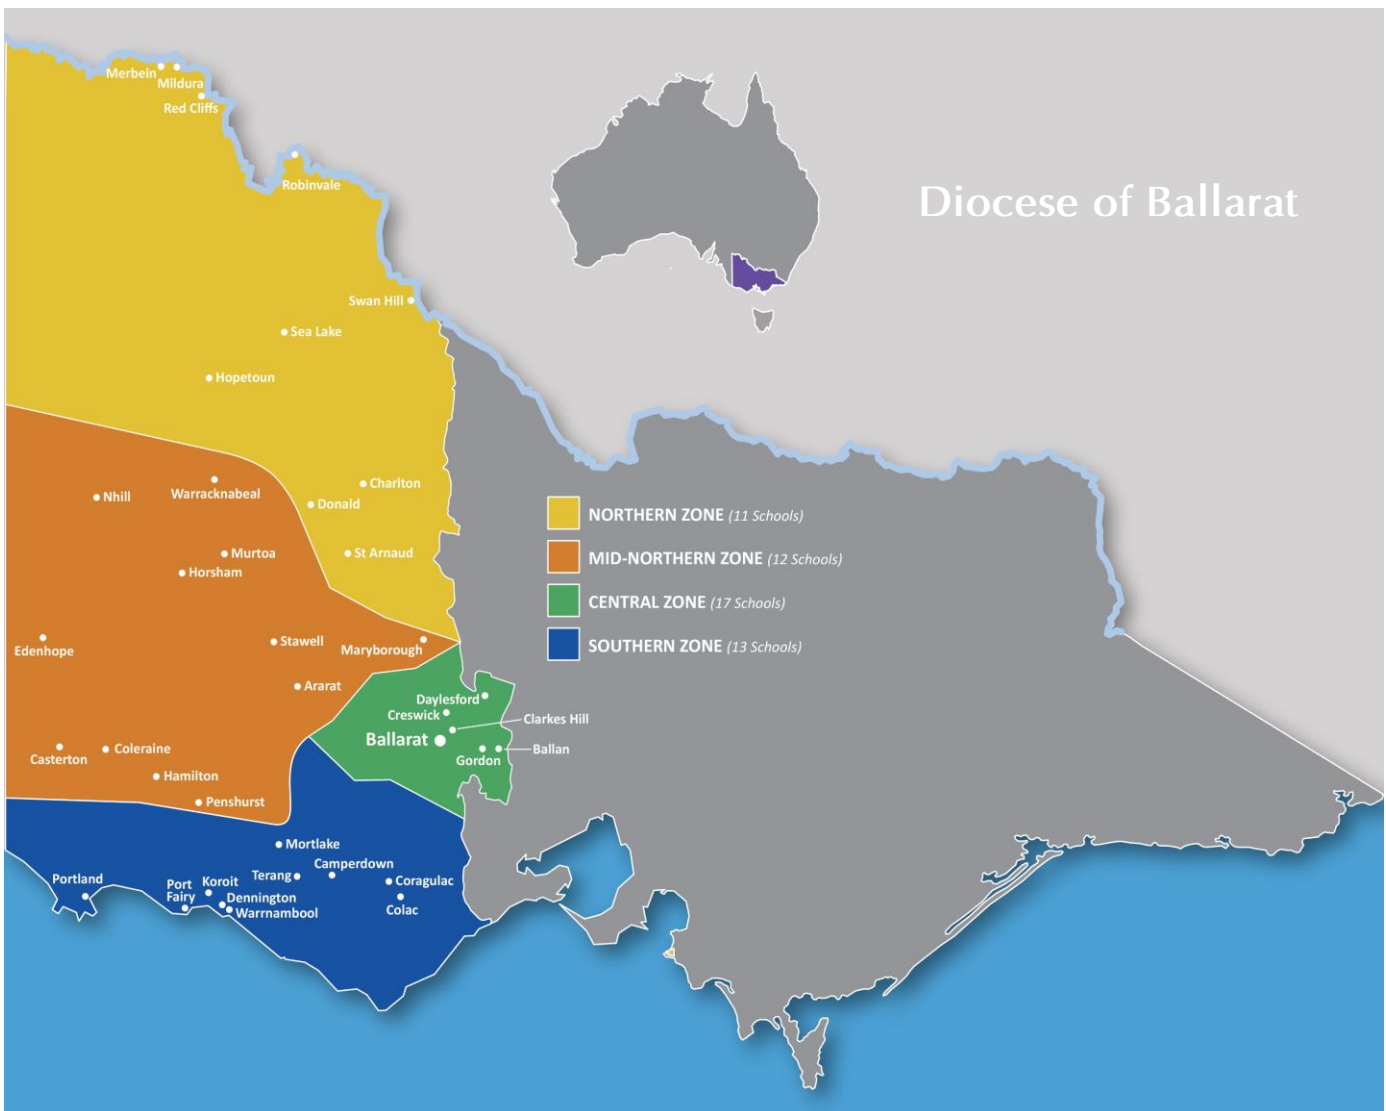 Diocese of Ballarat
Merbein
Mildura
Red Cliffs
Robinvale
Swan Hill
Sea Lake
Hopetoun
Charlton
Donald
St Arnaud
Warracknabeal
Nhill
Murtoa
Horsham
Edenhope
Stawell
Maryborough
Ararat
Casterton
Coleraine
Hamilton
Penshurst
Daylesford
Creswick
Clarkes Hill
Ballarat
Gordon
Ballan
Mortlake
Camperdown
Terang
Coragulac
Colac
Portland
Port
Fairy
Koroit
Dennington
Warrnambool
NORTHERN ZONE (11 Schools)
MID-NORTHERN ZONE (12 Schools)
CENTRAL ZONE (17 Schools)
SOUTHERN ZONE (13 Schools)